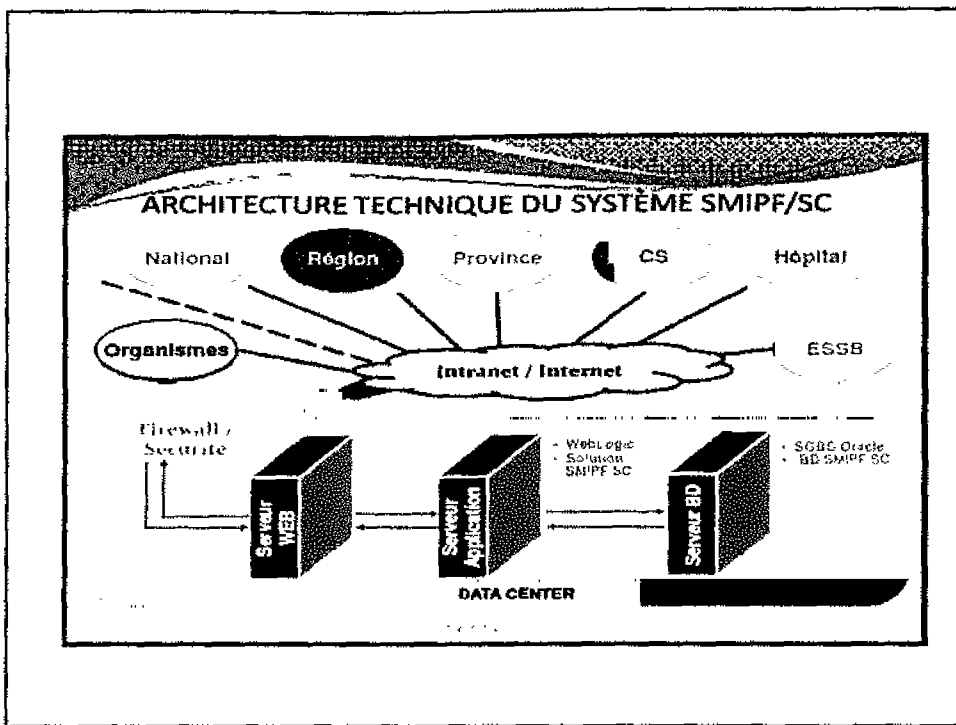 ARCHITECTURE TECHNIQUE DU SYSTÈME SMIPF/SC
National
Région
Province
CS
Hôpital
Organismes
Intranet / Internet
ESSB
Firewall /
Sécurité
Serveur
WEB
Serveur
Application
• WebLogic
• Solution
SMIPF SC
Serveur BD
• SGBD Oracle
• BD SMIPF SC
DATA CENTER